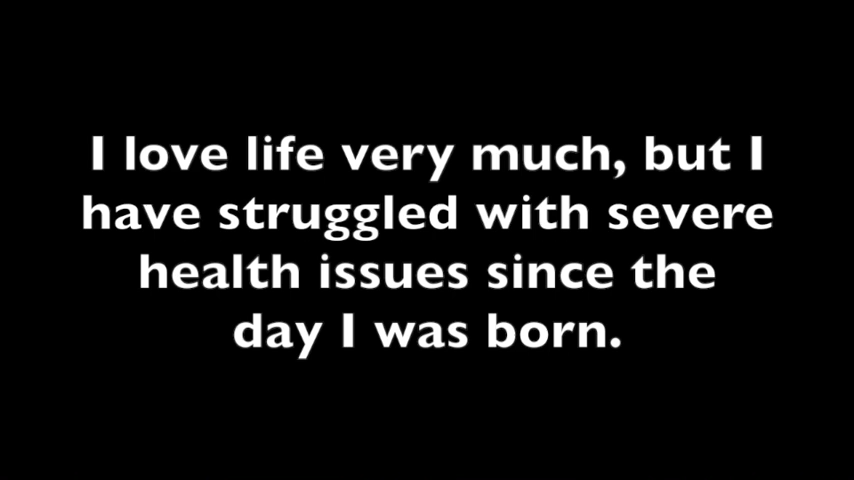 I love life very much, but I
have struggled with severe
health issues since the
day I was born.